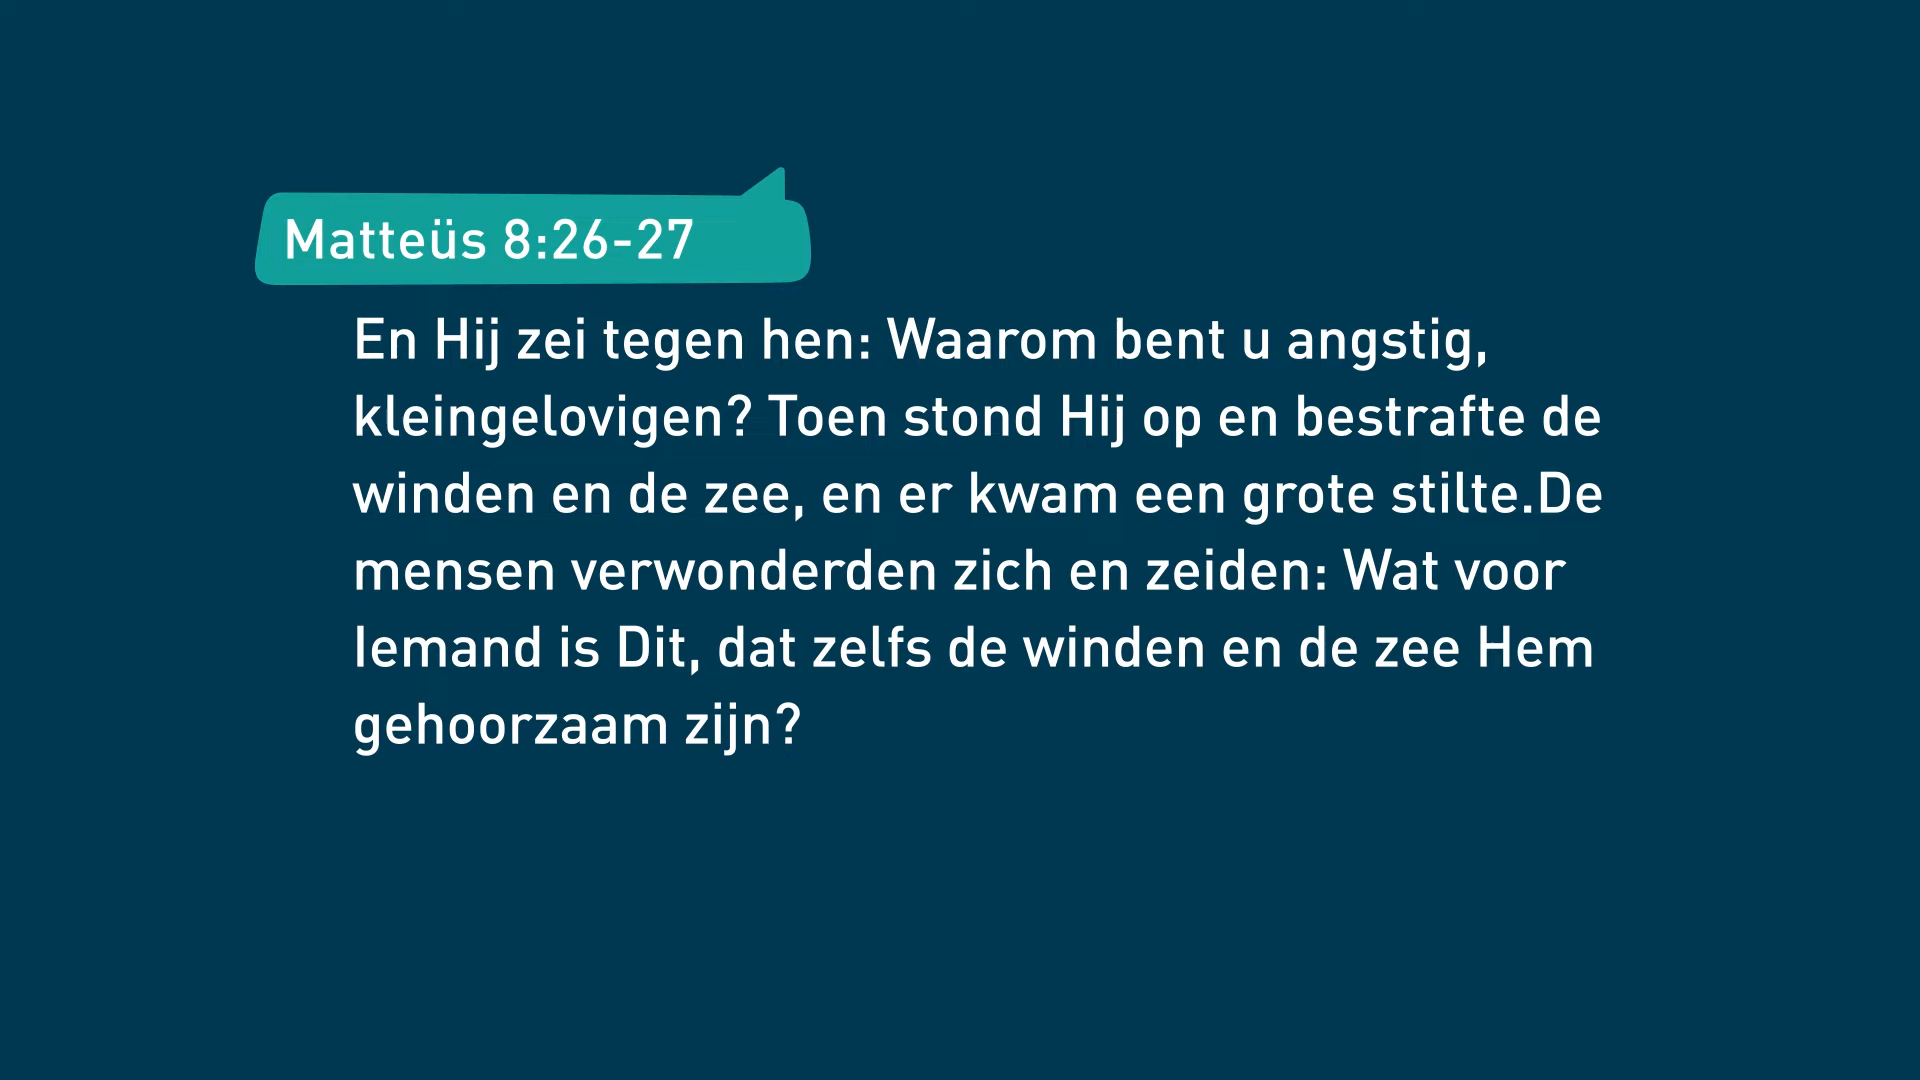 Matteüs 8:26-27
En Hij zei tegen hen: Waarom bent u angstig,
kleingelovigen? Toen stond Hij op en bestrafte de
winden en de zee, en er kwam een grote stilte.De
mensen verwonderden zich en zeiden: Wat voor
Iemand is Dit, dat zelfs de winden en de zee Hem
gehoorzaam zijn?